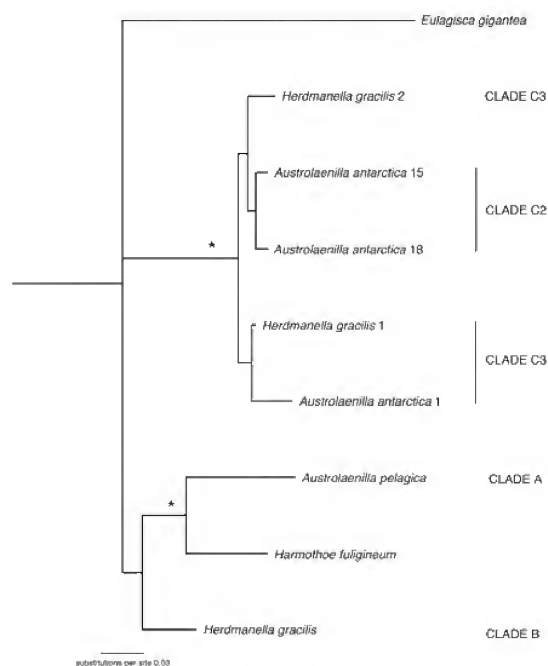 Eulagisca gigantea
Herdmanella gracilis 2 CLADE C3
Austrolaenilla antarctica 15
CLADE C2
Austrolaenilla antarctica 18
Herdmanella gracilis 1
CLADE C3
Austrolaenilla antarctica 1
Austrolaenilla pelagica CLADE A
*
*
Harmothoe fuligineum
Herdmanella gracilis CLADE B
substitutions per site 0.03